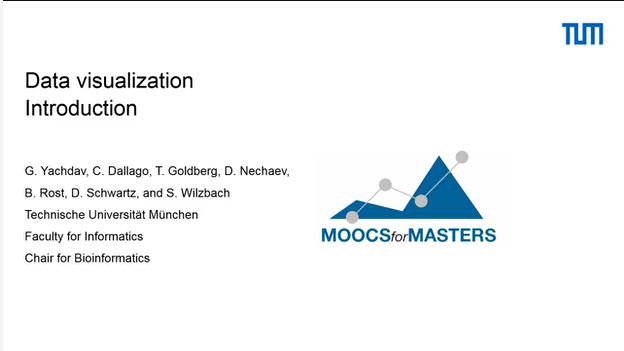 TUM
Data visualization
Introduction
G. Yachdav, C. Dallago, T. Goldberg, D. Nechaev,
B. Rost, D. Schwartz, and S. Wilzbach
Technische Universität München
Faculty for Informatics
Chair for Bioinformatics
MOOCSforMASTERS